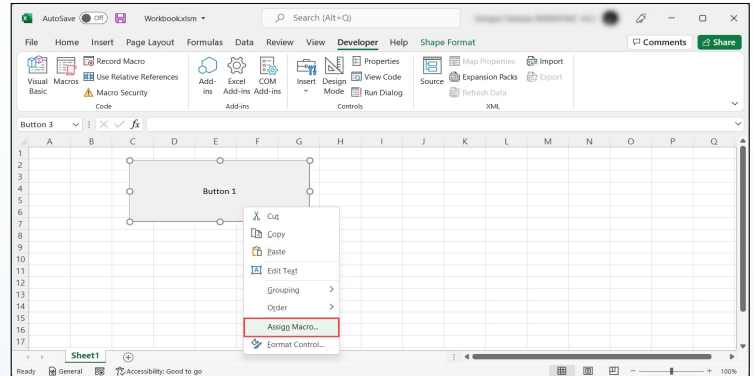 AutoSave Off Workbook.xlsm Search (Alt+Q)
File Home Insert Page Layout Formulas Data Review View Developer Help Shape Format Comments Share
Visual Basic
Macros
Record Macro
Use Relative References
Macro Security
Code
Add-ins
Excel Add-ins
COM Add-ins
Add-ins
Insert
Design Mode
Properties
View Code
Run Dialog
Controls
Source
Map Properties
Expansion Packs
Refresh Data
Import
Export
XML
Button 3 fx
A B C D E F G H I J K L M N O P Q
1
2
3
4
5
6
7
8
9
10
11
12
13
14
15
16
17
Button 1
Cut
Copy
Paste
Edit Text
Grouping
Order
Assign Macro...
Format Control...
Sheet1
Ready General Accessibility: Good to go 100%